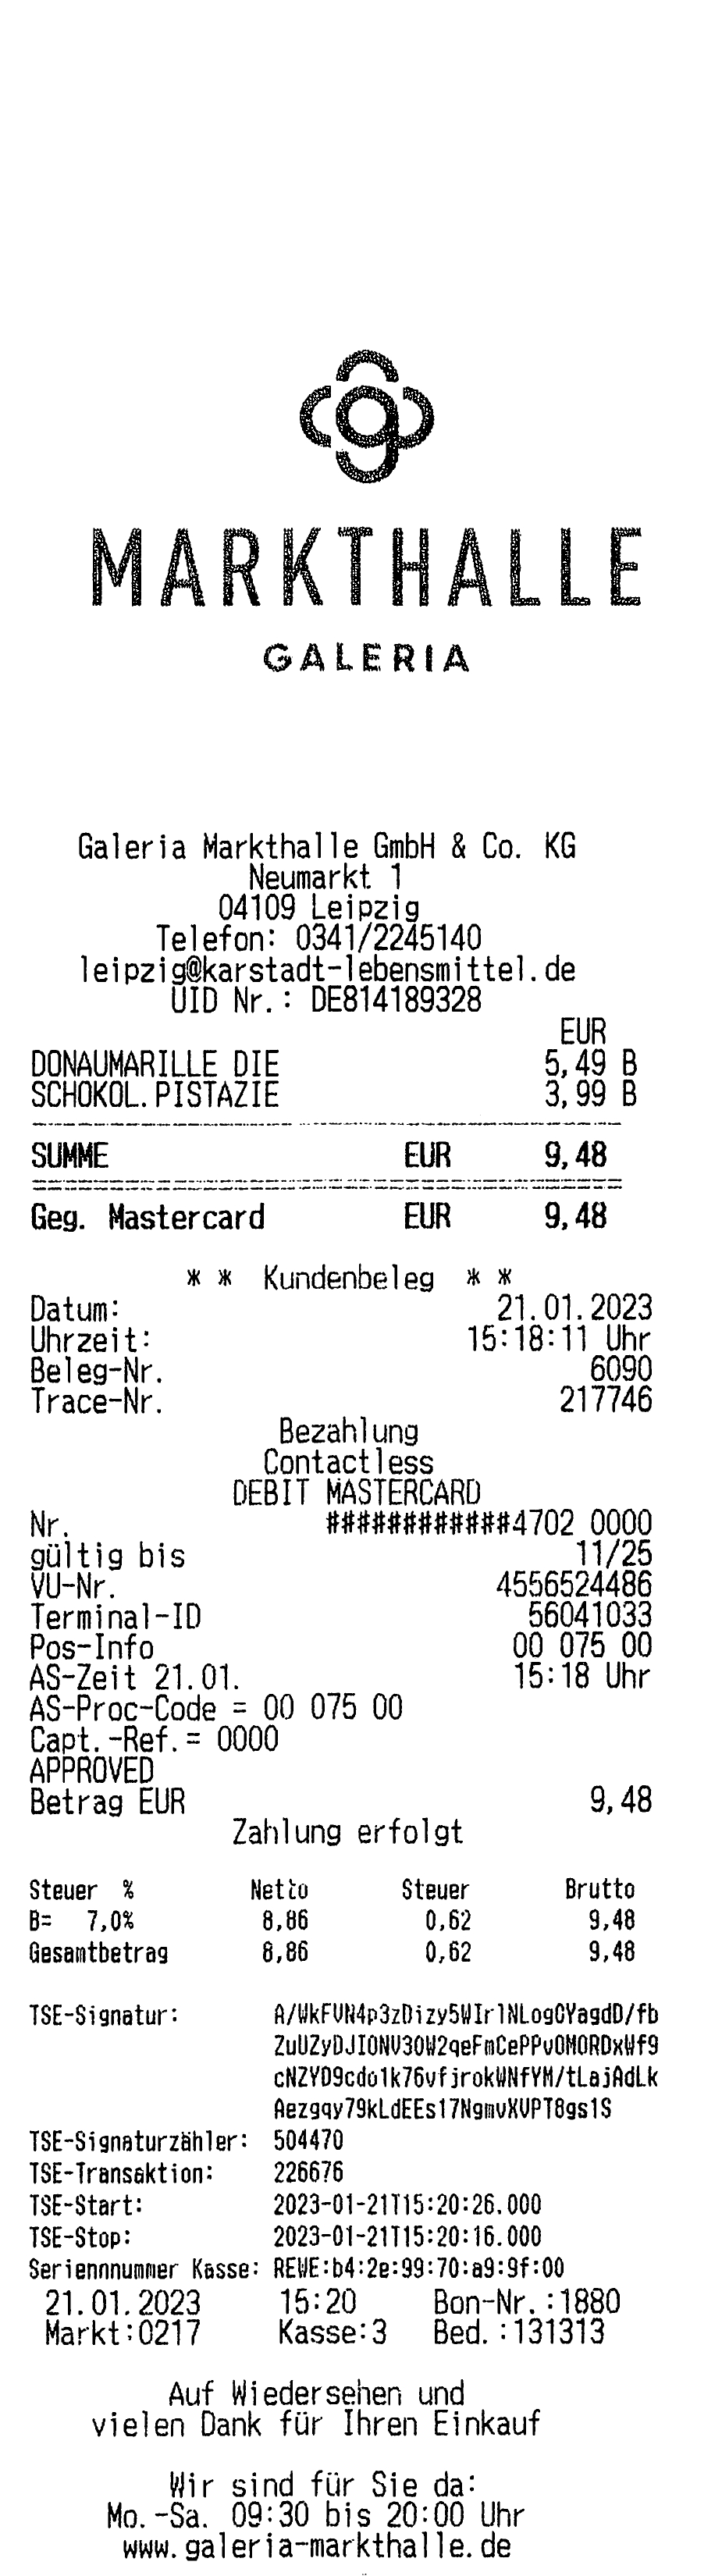 MARKTHALLE
GALERIA
Galeria Markthalle GmbH & Co. KG
Neumarkt 1
04109 Leipzig
Telefon: 0341/2245140
leipzig@karstadt-lebensmittel.de
UID Nr.: DE814189328
EUR
DONAUMARILLE DIE 5,49 B
SCHOKOL.PISTAZIE 3,99 B
SUMME EUR 9,48
Geg. Mastercard EUR 9,48
* * Kundenbeleg * *
Datum: 21.01.2023
Uhrzeit: 15:18:11 Uhr
Beleg-Nr. 6090
Trace-Nr. 217746
Bezahlung
Contactless
DEBIT MASTERCARD
Nr. ############4702 0000
gültig bis 11/25
VU-Nr. 4556524486
Terminal-ID 56041033
Pos-Info 00 075 00
AS-Zeit 21.01. 15:18 Uhr
AS-Proc-Code = 00 075 00
Capt.-Ref.= 0000
APPROVED
Betrag EUR 9,48
Zahlung erfolgt
Steuer % Netto Steuer Brutto
B= 7,0% 8,86 0,62 9,48
Gesamtbetrag 8,86 0,62 9,48
TSE-Signatur:
TSE-Signaturzähler: 504470
TSE-Transaktion: 226676
TSE-Start: 2023-01-21T15:20:26.000
TSE-Stop: 2023-01-21T15:20:16.000
Seriennnummer Kasse: REWE:b4:2e:99:70:a9:9f:00
21.01.2023 15:20 Bon-Nr.:1880
Markt:0217 Kasse:3 Bed.:131313
Auf Wiedersehen und
vielen Dank für Ihren Einkauf
Wir sind für Sie da:
Mo.-Sa. 09:30 bis 20:00 Uhr
www.galeria-markthalle.de